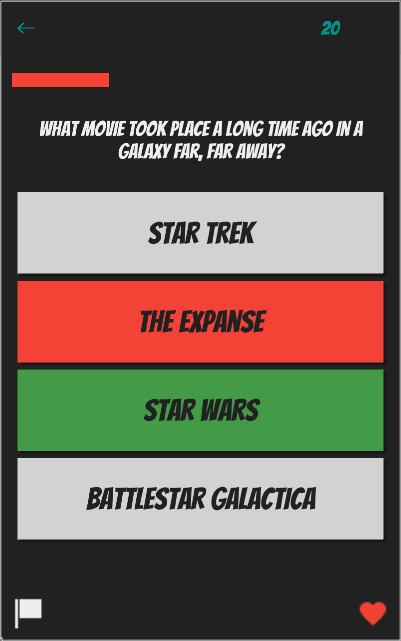 20
WHAT MOVIE TOOK PLACE A LONG TIME AGO IN A
GALAXY FAR, FAR AWAY?
STAR TREK
THE EXPANSE
STAR WARS
BATTLESTAR GALACTICA